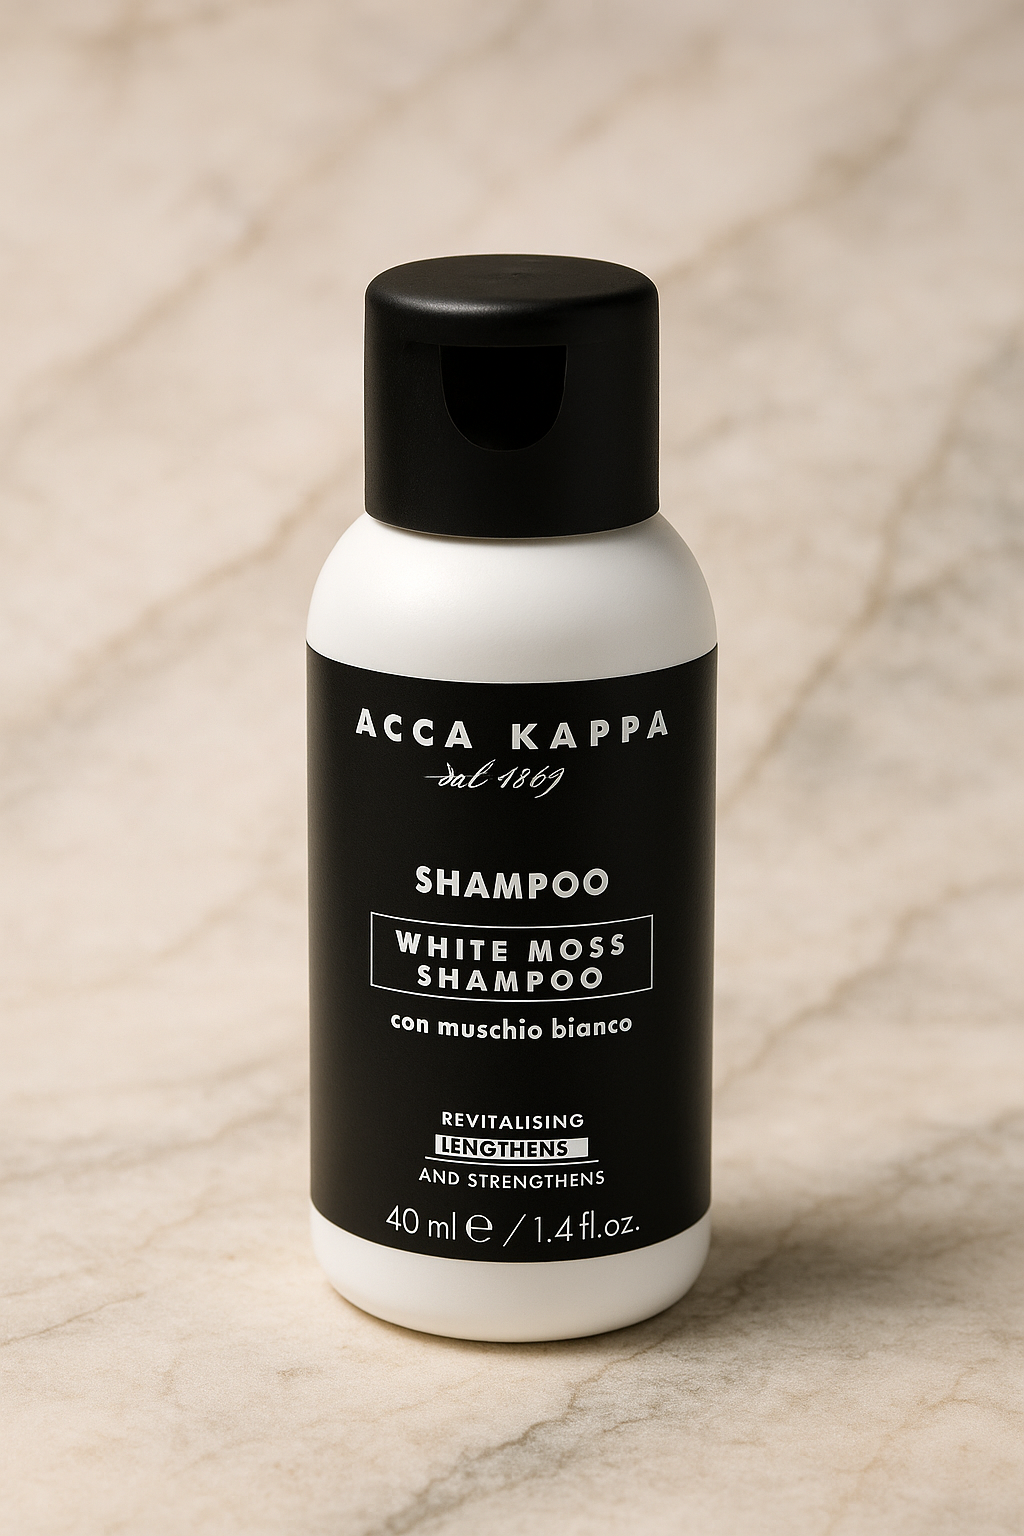 ACCA KAPPA
dal 1869
SHAMPOO
WHITE MOSS
SHAMPOO
con muschio bianco
REVITALISING
LENGTHENS
AND STRENGTHENS
40 ml ℮ / 1.4 fl.oz.